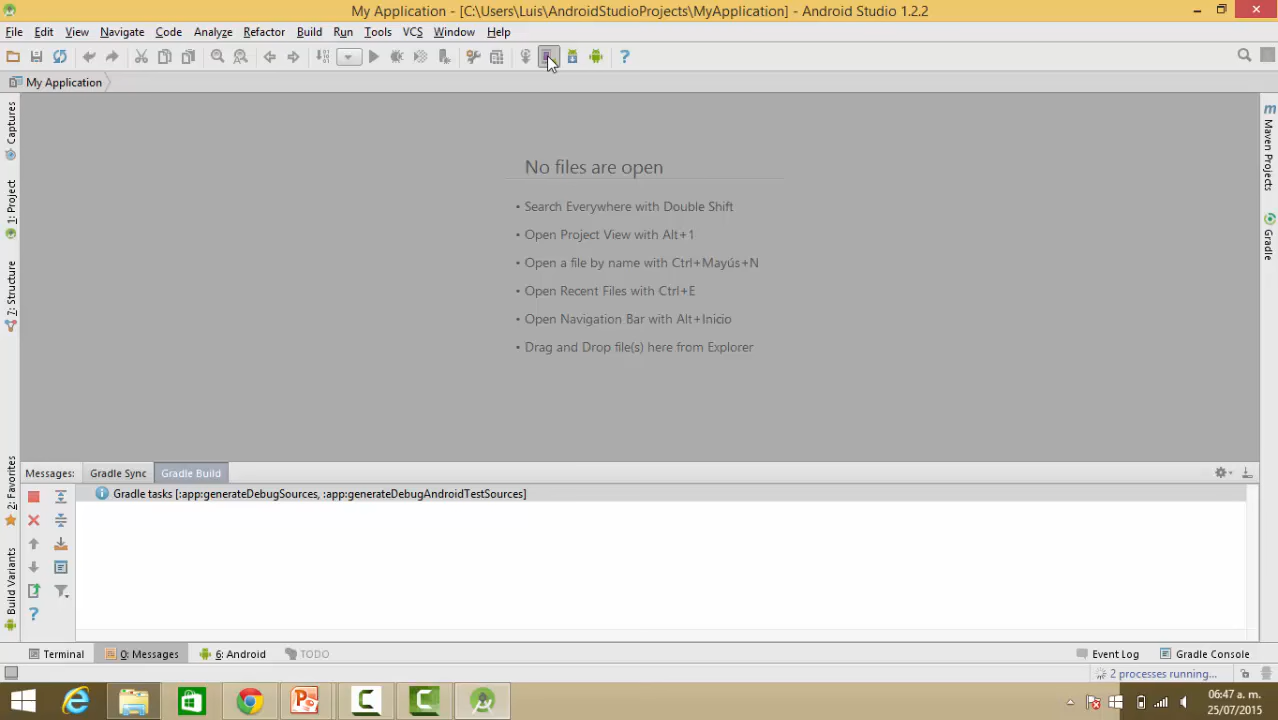 My Application - [C:\Users\Luis\AndroidStudioProjects\MyApplication] - Android Studio 1.2.2
File Edit View Navigate Code Analyze Refactor Build Run Tools VCS Window Help
My Application
Captures
1: Project
7: Structure
2: Favorites
Build Variants
Maven Projects
Gradle
No files are open
• Search Everywhere with Double Shift
• Open Project View with Alt+1
• Open a file by name with Ctrl+Mayús+N
• Open Recent Files with Ctrl+E
• Open Navigation Bar with Alt+Inicio
• Drag and Drop file(s) here from Explorer
Messages: Gradle Sync Gradle Build
Gradle tasks [:app:generateDebugSources, :app:generateDebugAndroidTestSources]
Terminal 0: Messages 6: Android TODO Event Log Gradle Console
2 processes running...
06:47 a. m.
25/07/2015